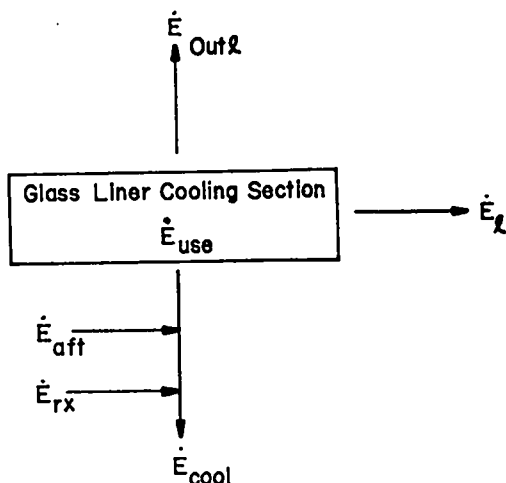 Ė Outℓ
Glass Liner Cooling Section
Ė use
Ė ℓ
Ė aft
Ė rx
Ė cool